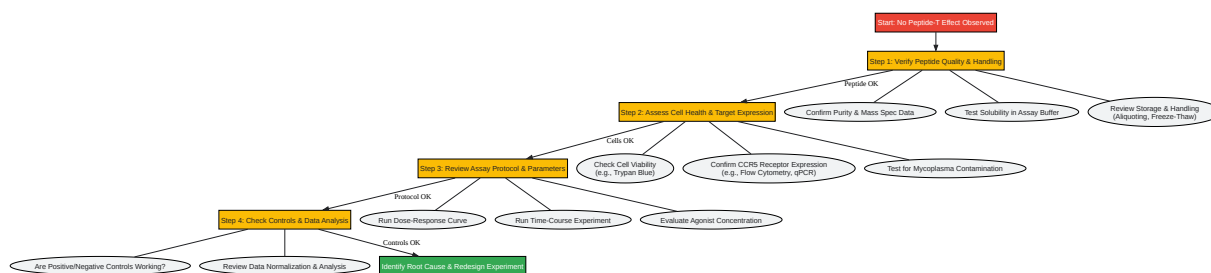 Start: No Peptide-T Effect Observed
Step 1: Verify Peptide Quality & Handling
Peptide OK
Step 2: Assess Cell Health & Target Expression
Confirm Purity & Mass Spec Data
Test Solubility in Assay Buffer
Review Storage & Handling
(Aliquoting, Freeze-Thaw)
Cells OK
Step 3: Review Assay Protocol & Parameters
Check Cell Viability
(e.g., Trypan Blue)
Confirm CCR5 Receptor Expression
(e.g., Flow Cytometry, qPCR)
Test for Mycoplasma Contamination
Protocol OK
Step 4: Check Controls & Data Analysis
Run Dose-Response Curve
Run Time-Course Experiment
Evaluate Agonist Concentration
Controls OK
Are Positive/Negative Controls Working?
Review Data Normalization & Analysis
Identify Root Cause & Redesign Experiment